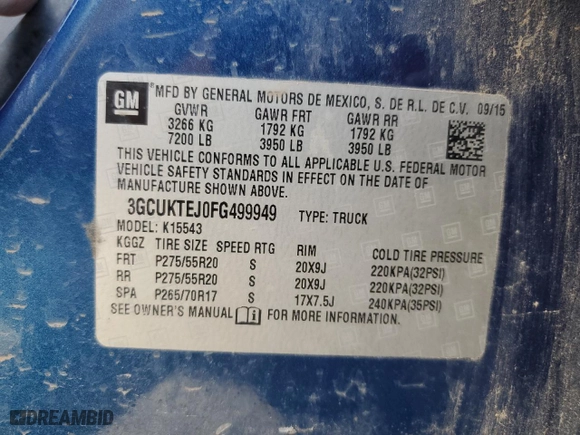 GM
MFD BY GENERAL MOTORS DE MEXICO, S. DE R.L. DE C.V. 09/15
GVWR GAWR FRT GAWR RR
3266 KG 1792 KG 1792 KG
7200 LB 3950 LB 3950 LB
THIS VEHICLE CONFORMS TO ALL APPLICABLE U.S. FEDERAL MOTOR
VEHICLE SAFETY STANDARDS IN EFFECT ON THE DATE OF
MANUFACTURE SHOWN ABOVE.
3GCUKTEJ0FG499949 TYPE: TRUCK
MODEL: K15543
KGGZ TIRE SIZE SPEED RTG RIM COLD TIRE PRESSURE
FRT P275/55R20 S 20X9J 220KPA(32PSI)
RR P275/55R20 S 20X9J 220KPA(32PSI)
SPA P265/70R17 S 17X7.5J 240KPA(35PSI)
SEE OWNER'S MANUAL FOR MORE INFORMATION.
DREAMBID